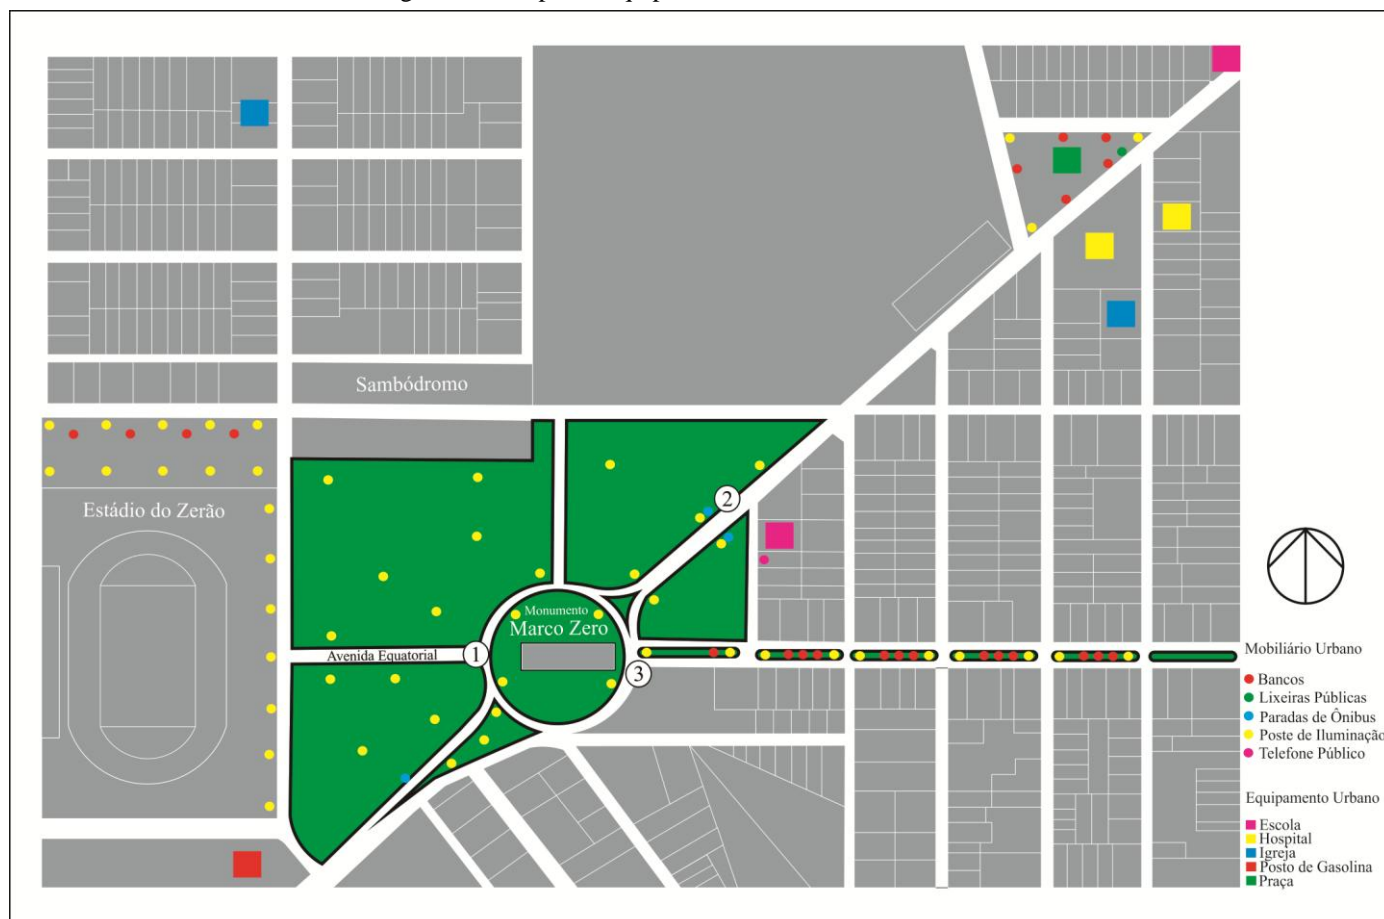 Sambódromo
Estádio do Zerão
2
Monumento
Marco Zero
Avenida Equatorial
1
3
Mobiliário Urbano
Bancos
Lixeiras Públicas
Paradas de Ônibus
Poste de Iluminação
Telefone Público
Equipamento Urbano
Escola
Hospital
Igreja
Posto de Gasolina
Praça